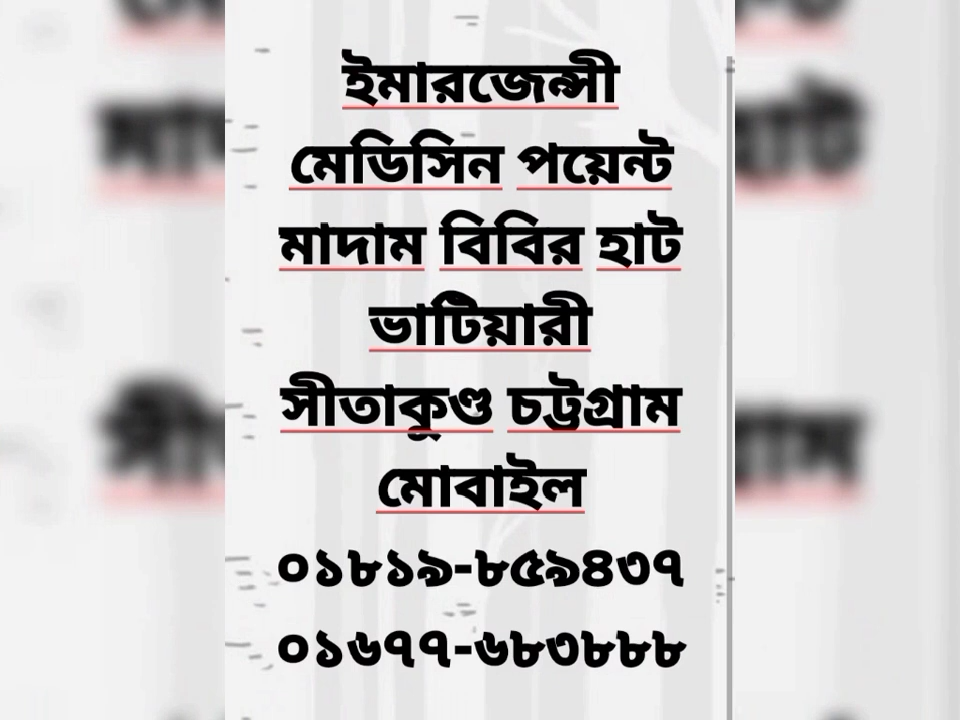 ইমারজেন্সী
মেডিসিন পয়েন্ট
মাদাম বিবির হাট
ভাটিয়ারী
সীতাকুণ্ড চট্টগ্রাম
মোবাইল
০১৮১৯-৮৫৯৪৩৭
০১৬৭৭-৬৮৩৮৮৮